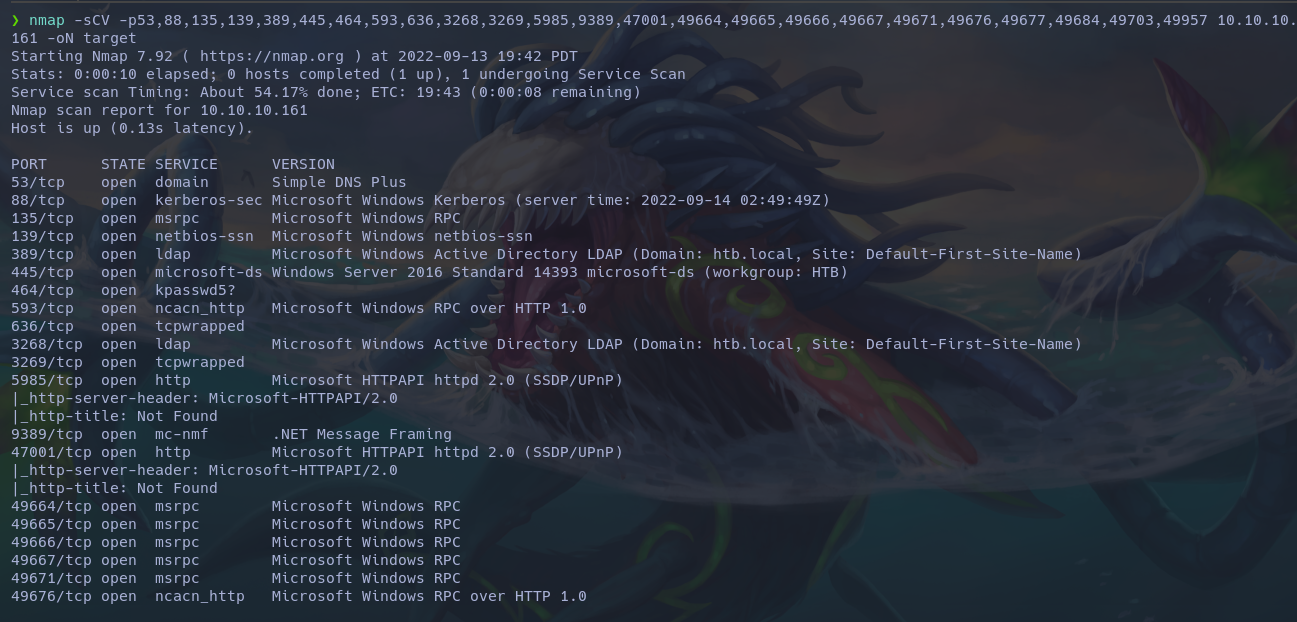 ❯ nmap -sCV -p53,88,135,139,389,445,464,593,636,3268,3269,5985,9389,47001,49664,49665,49666,49667,49671,49676,49677,49684,49703,49957 10.10.10.
161 -oN target
Starting Nmap 7.92 ( https://nmap.org ) at 2022-09-13 19:42 PDT
Stats: 0:00:10 elapsed; 0 hosts completed (1 up), 1 undergoing Service Scan
Service scan Timing: About 54.17% done; ETC: 19:43 (0:00:08 remaining)
Nmap scan report for 10.10.10.161
Host is up (0.13s latency).

PORT      STATE SERVICE      VERSION
53/tcp    open  domain       Simple DNS Plus
88/tcp    open  kerberos-sec Microsoft Windows Kerberos (server time: 2022-09-14 02:49:49Z)
135/tcp   open  msrpc        Microsoft Windows RPC
139/tcp   open  netbios-ssn  Microsoft Windows netbios-ssn
389/tcp   open  ldap         Microsoft Windows Active Directory LDAP (Domain: htb.local, Site: Default-First-Site-Name)
445/tcp   open  microsoft-ds Windows Server 2016 Standard 14393 microsoft-ds (workgroup: HTB)
464/tcp   open  kpasswd5?
593/tcp   open  ncacn_http   Microsoft Windows RPC over HTTP 1.0
636/tcp   open  tcpwrapped
3268/tcp  open  ldap         Microsoft Windows Active Directory LDAP (Domain: htb.local, Site: Default-First-Site-Name)
3269/tcp  open  tcpwrapped
5985/tcp  open  http         Microsoft HTTPAPI httpd 2.0 (SSDP/UPnP)
|_http-server-header: Microsoft-HTTPAPI/2.0
|_http-title: Not Found
9389/tcp  open  mc-nmf       .NET Message Framing
47001/tcp open  http         Microsoft HTTPAPI httpd 2.0 (SSDP/UPnP)
|_http-server-header: Microsoft-HTTPAPI/2.0
|_http-title: Not Found
49664/tcp open  msrpc        Microsoft Windows RPC
49665/tcp open  msrpc        Microsoft Windows RPC
49666/tcp open  msrpc        Microsoft Windows RPC
49667/tcp open  msrpc        Microsoft Windows RPC
49671/tcp open  msrpc        Microsoft Windows RPC
49676/tcp open  ncacn_http   Microsoft Windows RPC over HTTP 1.0